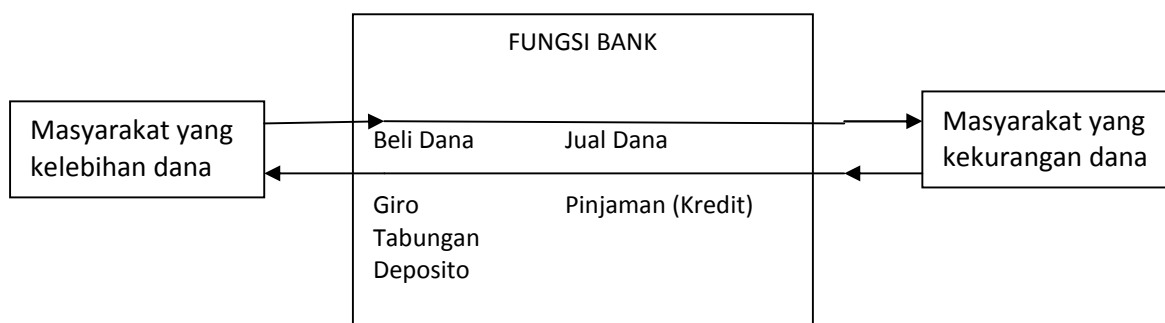 FUNGSI BANK
Masyarakat yang
kelebihan dana
Beli Dana
Jual Dana
Giro
Tabungan
Deposito
Pinjaman (Kredit)
Masyarakat yang
kekurangan dana